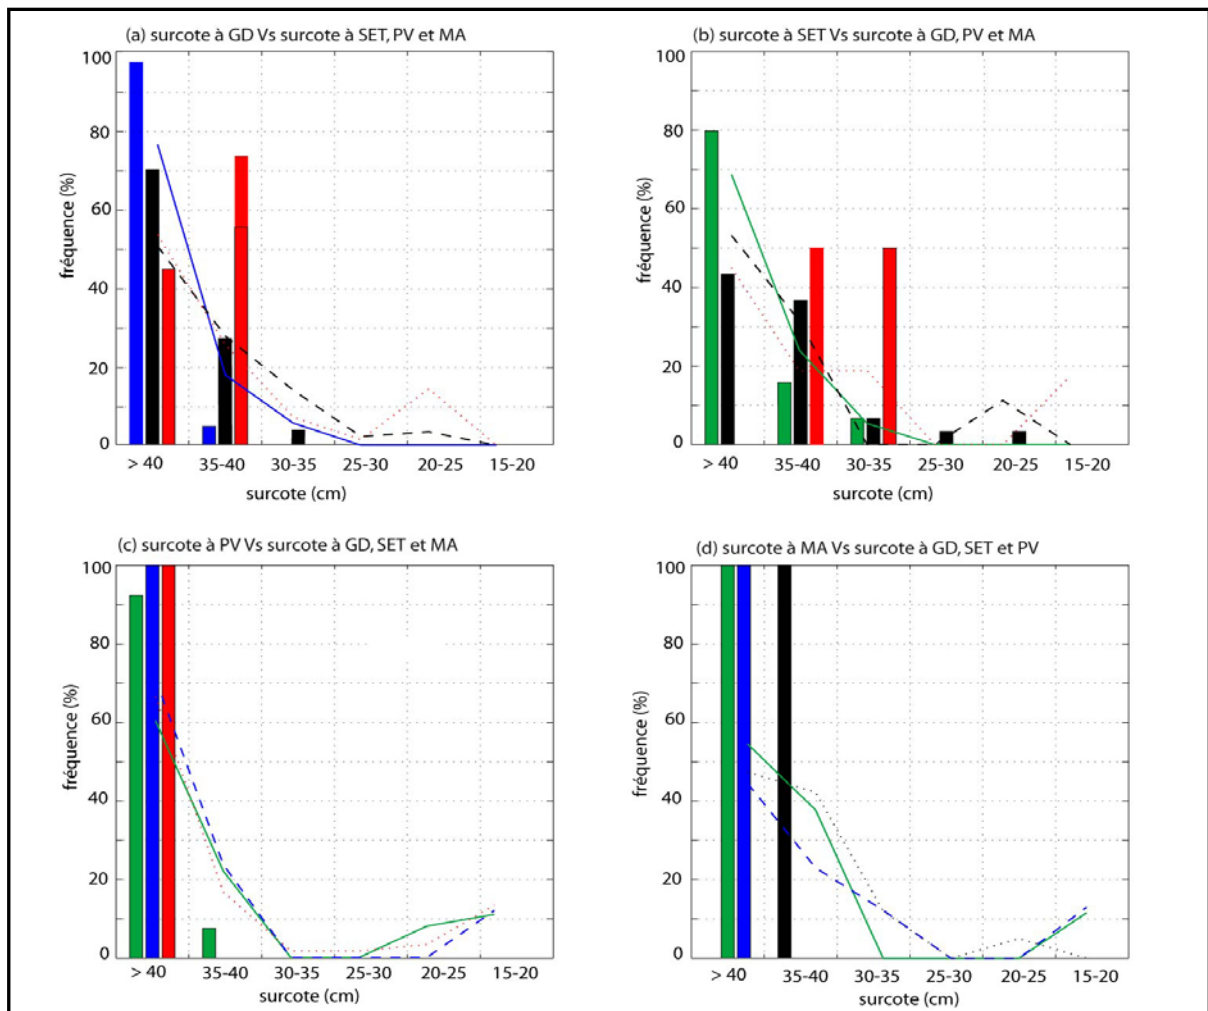 (a) surcote à GD Vs surcote à SET, PV et MA
100
80
60
40
20
0
fréquence (%)
> 40 35-40 30-35 25-30 20-25 15-20
surcote (cm)
(b) surcote à SET Vs surcote à GD, PV et MA
100
80
60
40
20
0
fréquence (%)
> 40 35-40 30-35 25-30 20-25 15-20
surcote (cm)
(c) surcote à PV Vs surcote à GD, SET et MA
100
80
60
40
20
0
fréquence (%)
> 40 35-40 30-35 25-30 20-25 15-20
surcote (cm)
(d) surcote à MA Vs surcote à GD, SET et PV
100
80
60
40
20
0
fréquence (%)
> 40 35-40 30-35 25-30 20-25 15-20
surcote (cm)